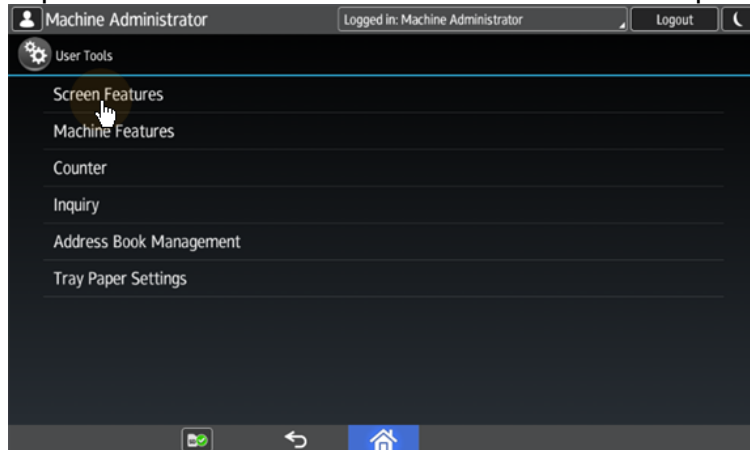 Machine Administrator
Logged in: Machine Administrator
Logout
User Tools
Screen Features
Machine Features
Counter
Inquiry
Address Book Management
Tray Paper Settings